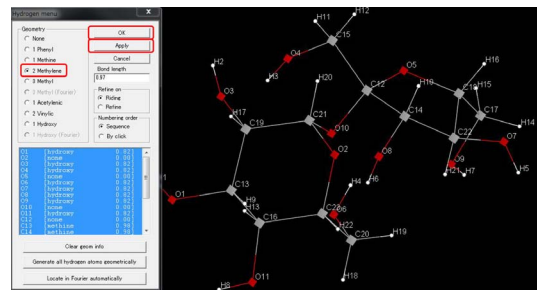 Hydrogen menu
x
Geometry
None
1 Phenyl
1 Methine
2 Methylene
3 Methyl
3 Methyl (Fourier)
1 Acetylenic
2 Vinylic
1 Hydroxy
1 Hydroxy (Fourier)
OK
Apply
Cancel
Bond length
0.97
Refine on
Riding
Refine
Numbering order
Sequence
By click
O1 [hydroxy 0.82]
O2 [none 0.00]
O3 [hydroxy 0.82]
O4 [hydroxy 0.82]
O5 [none 0.00]
O6 [hydroxy 0.82]
O7 [hydroxy 0.82]
O8 [hydroxy 0.82]
O9 [hydroxy 0.82]
O10 [none 0.00]
O11 [hydroxy 0.82]
C12 [none 0.00]
C13 [methine 0.98]
C14 [methine 0.98]
Clear geom info
Generate all hydrogen atoms geometrically
Locate in Fourier automatically
H12
H11
C15
O4
H3
H2
O3
H20
C12
O5
H10
H16
H15
C17
H14
H17
C19
C21
O10
C14
C22
O7
O2
O8
O9
H21
H7
H5
H6
H4
O1
C13
H9
H13
C16
O6
H22
C20
H19
H18
O11
H8